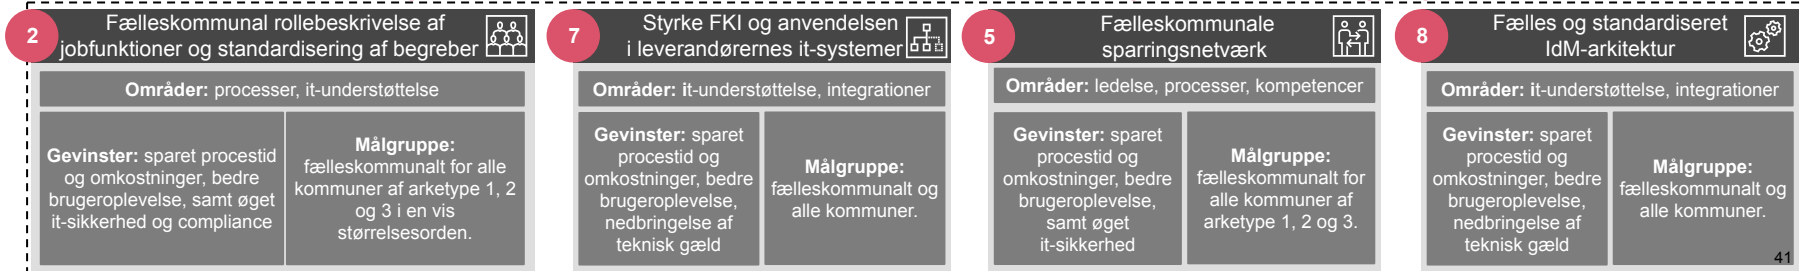 2
Fælleskommunal rollebeskrivelse af
jobfunktioner og standardisering af begreber
Områder: processer, it-understøttelse
Gevinster: sparet procestid
og omkostninger, bedre
brugeroplevelse, samt øget
it-sikkerhed og compliance
Målgruppe:
fælleskommunalt for alle
kommuner af arketype 1, 2
og 3 i en vis
størrelsesorden.
7
Styrke FKI og anvendelsen
i leverandørernes it-systemer
Områder: it-understøttelse, integrationer
Gevinster: sparet
procestid og
omkostninger, bedre
brugeroplevelse,
nedbringelse af
teknisk gæld
Målgruppe:
fælleskommunalt og
alle kommuner.
5
Fælleskommunale
sparringsnetværk
Områder: ledelse, processer, kompetencer
Gevinster: sparet
procestid og
omkostninger, bedre
brugeroplevelse,
samt øget
it-sikkerhed
Målgruppe:
fælleskommunalt for
alle kommuner af
arketype 1, 2 og 3.
8
Fælles og standardiseret
IdM-arkitektur
Områder: it-understøttelse, integrationer
Gevinster: sparet
procestid og
omkostninger, bedre
brugeroplevelse,
nedbringelse af
teknisk gæld
Målgruppe:
fælleskommunalt og
alle kommuner.
41